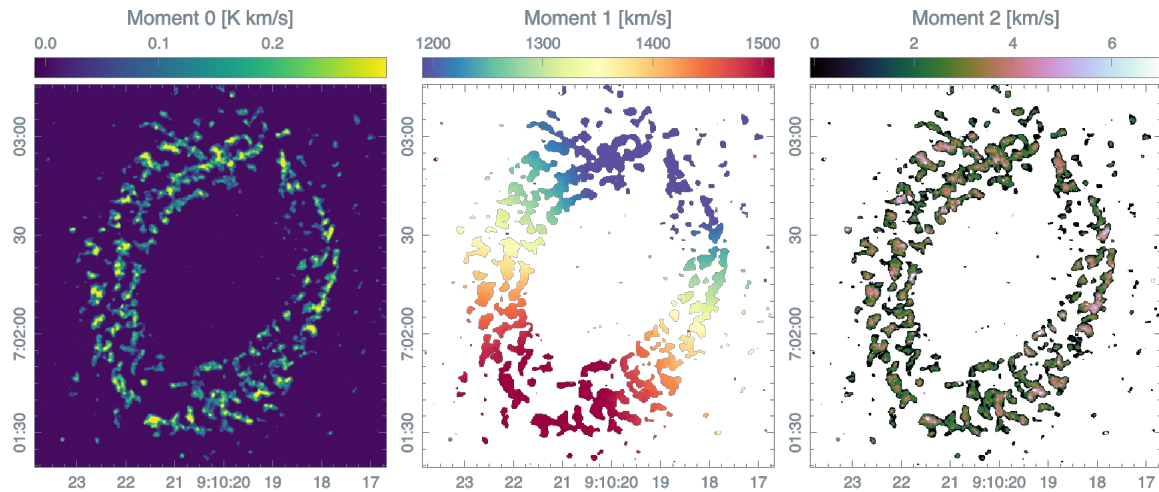 Moment 0 [K km/s] Moment 1 [km/s] Moment 2 [km/s]
0.0 0.1 0.2 1200 1300 1400 1500 0 2 4 6
03:00 03:00 03:00
30 30 30
7:02:00 7:02:00 7:02:00
01:30 01:30 01:30
23 22 21 9:10:20 19 18 17 23 22 21 9:10:20 19 18 17 23 22 21 9:10:20 19 18 17